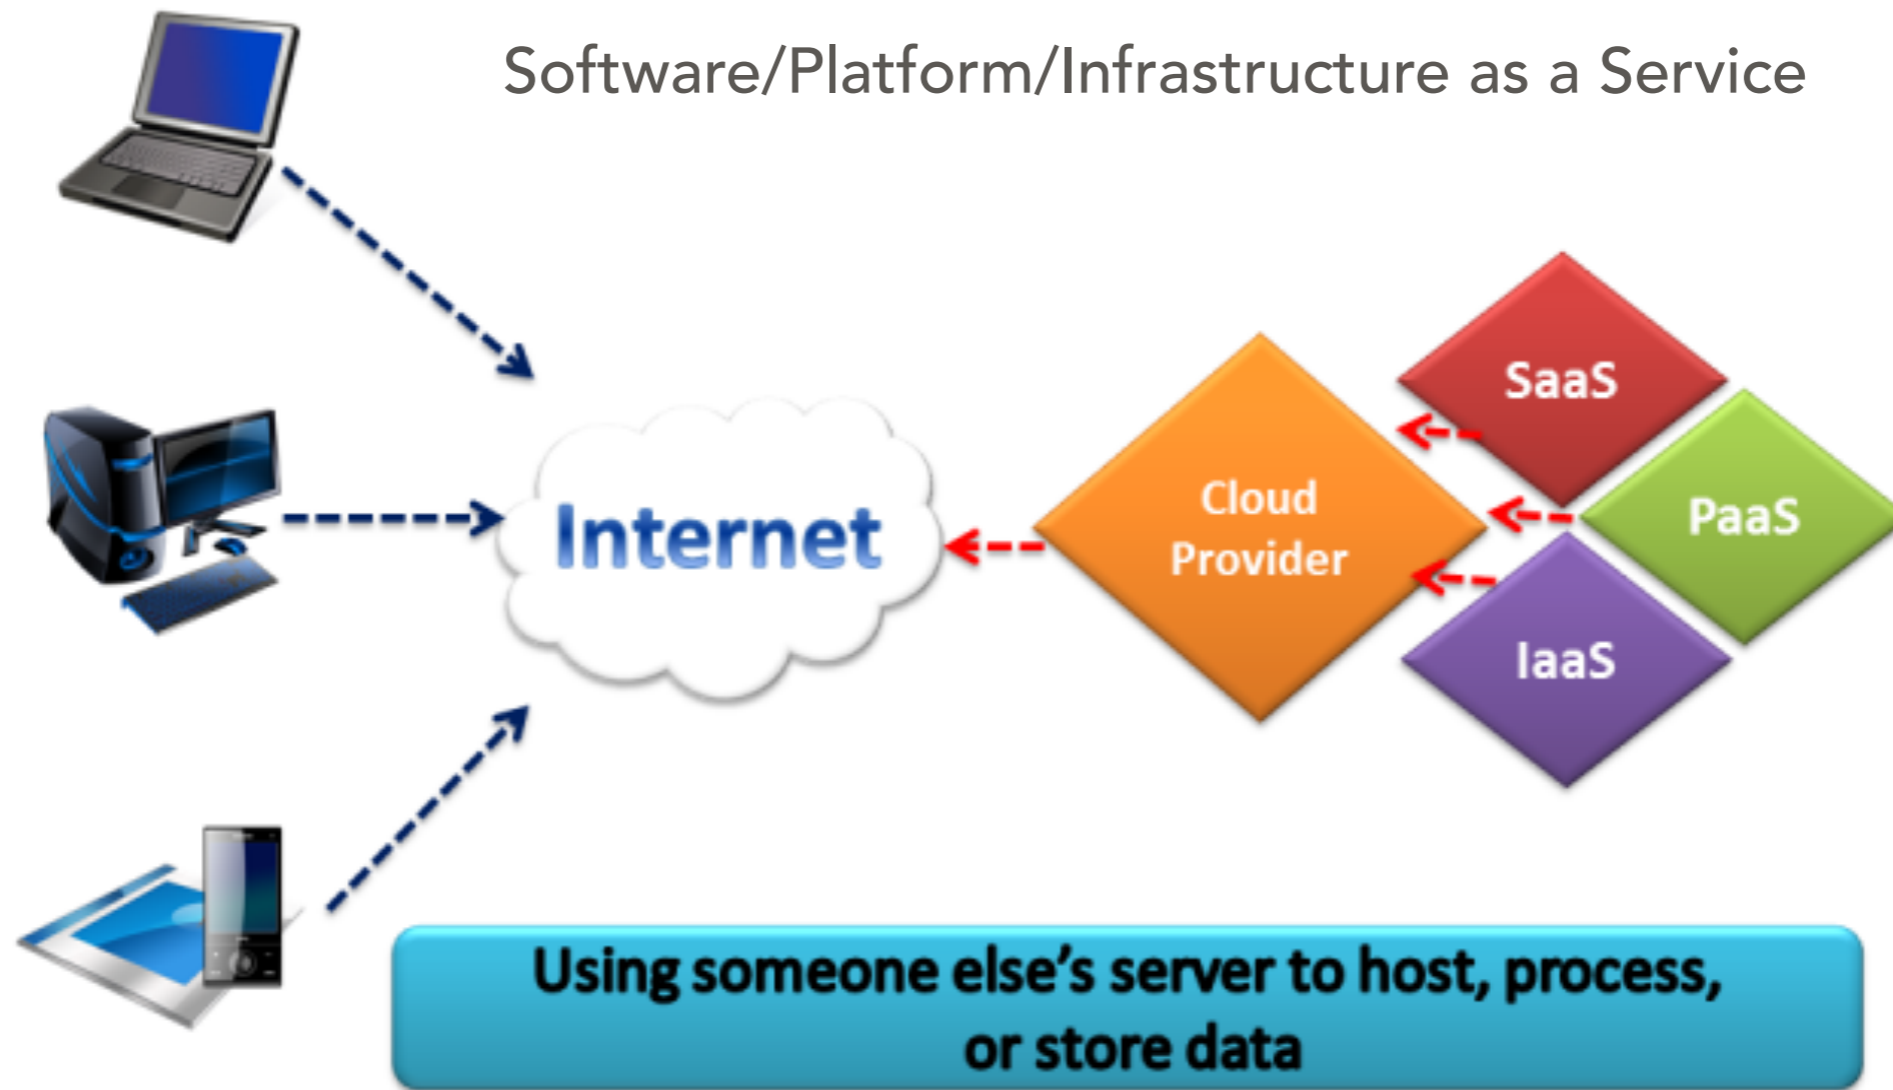 Software/Platform/Infrastructure as a Service
SaaS
Cloud
Provider
PaaS
Internet
IaaS
Using someone else’s server to host, process,
or store data